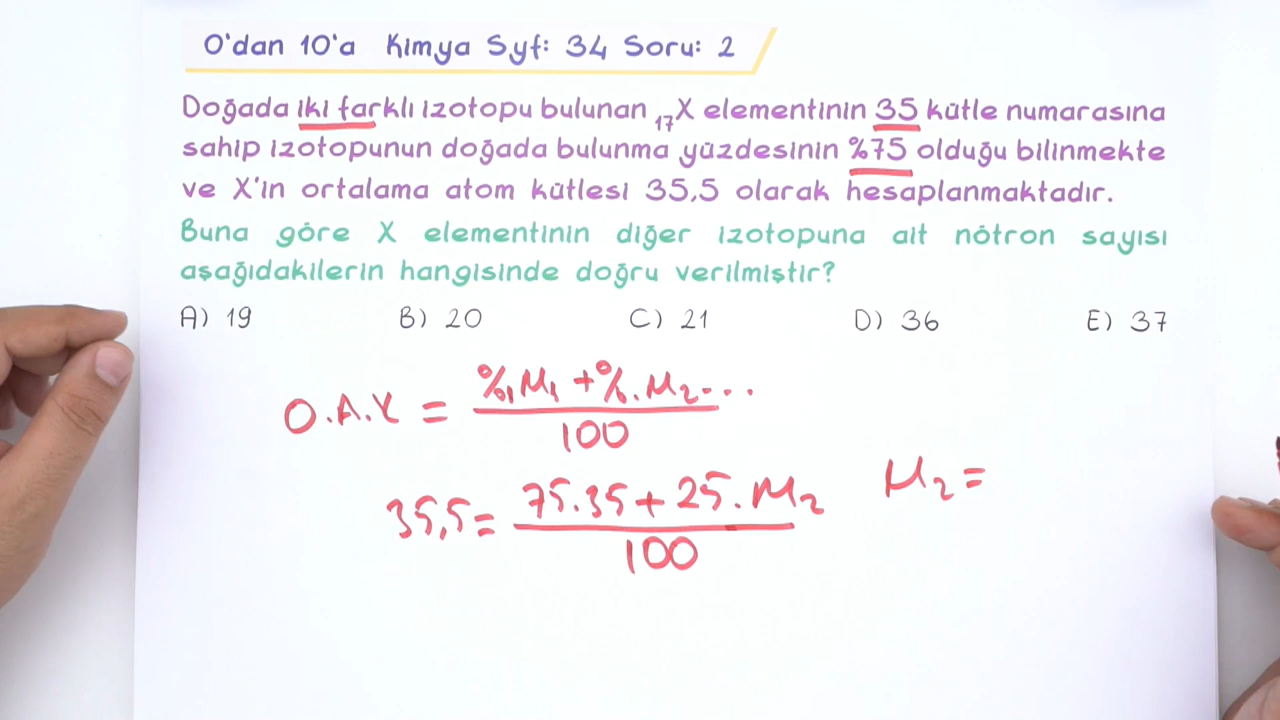 0'dan 10'a Kimya Syf: 34 Soru: 2
Doğada iki farklı izotopu bulunan ₁₇X elementinin 35 kütle numarasına
sahip izotopunun doğada bulunma yüzdesinin %75 olduğu bilinmekte
ve X'in ortalama atom kütlesi 35,5 olarak hesaplanmaktadır.
Buna göre X elementinin diğer izotopuna ait nötron sayısı
aşağıdakilerin hangisinde doğru verilmiştir?
A) 19 B) 20 C) 21 D) 36 E) 37
O.A.K = %.M₁ + %.M₂...
100
35,5 = 75.35 + 25.M₂ M₂ =
100